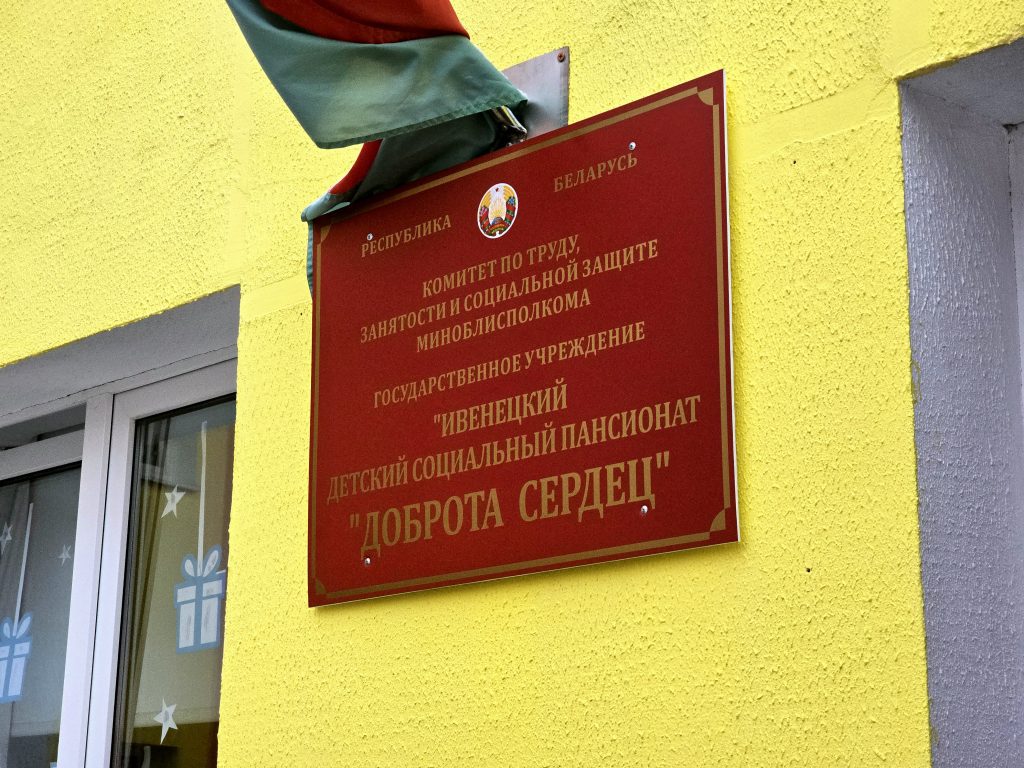 РЕСПУБЛИКА БЕЛАРУСЬ
КОМИТЕТ ПО ТРУДУ,
ЗАНЯТОСТИ И СОЦИАЛЬНОЙ ЗАЩИТЕ
МИНОБЛИСПОЛКОМА
ГОСУДАРСТВЕННОЕ УЧРЕЖДЕНИЕ
"ИВЕНЕЦКИЙ
ДЕТСКИЙ СОЦИАЛЬНЫЙ ПАНСИОНАТ
"ДОБРОТА СЕРДЕЦ"